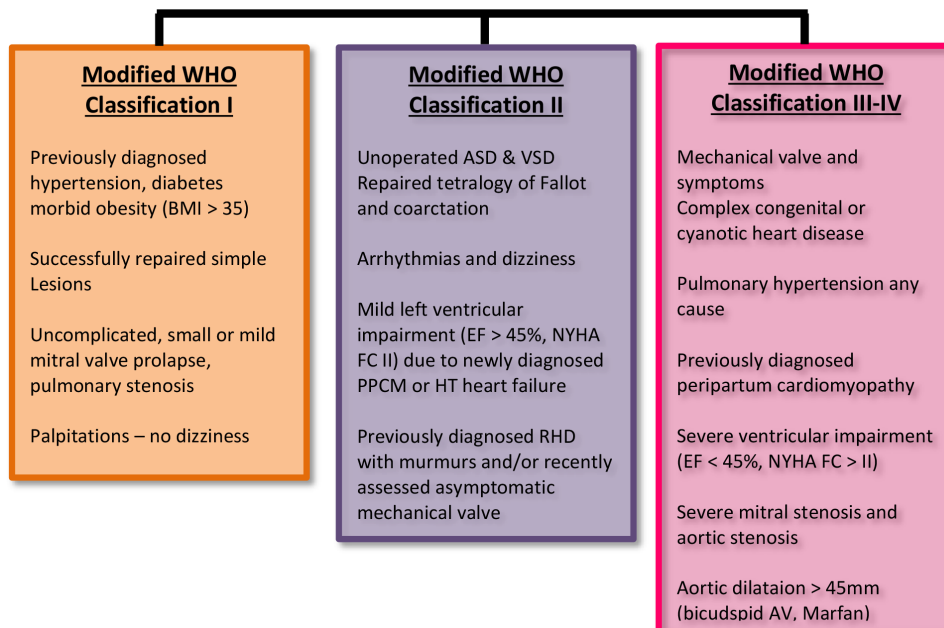 Modified WHO
Classification I
Previously diagnosed
hypertension, diabetes
morbid obesity (BMI > 35)
Successfully repaired simple
Lesions
Uncomplicated, small or mild
mitral valve prolapse,
pulmonary stenosis
Palpitations – no dizziness
Modified WHO
Classification II
Unoperated ASD & VSD
Repaired tetralogy of Fallot
and coarctation
Arrhythmias and dizziness
Mild left ventricular
impairment (EF > 45%, NYHA
FC II) due to newly diagnosed
PPCM or HT heart failure
Previously diagnosed RHD
with murmurs and/or recently
assessed asymptomatic
mechanical valve
Modified WHO
Classification III-IV
Mechanical valve and
symptoms
Complex congenital or
cyanotic heart disease
Pulmonary hypertension any
cause
Previously diagnosed
peripartum cardiomyopathy
Severe ventricular impairment
(EF < 45%, NYHA FC > II)
Severe mitral stenosis and
aortic stenosis
Aortic dilataion > 45mm
(bicudspid AV, Marfan)